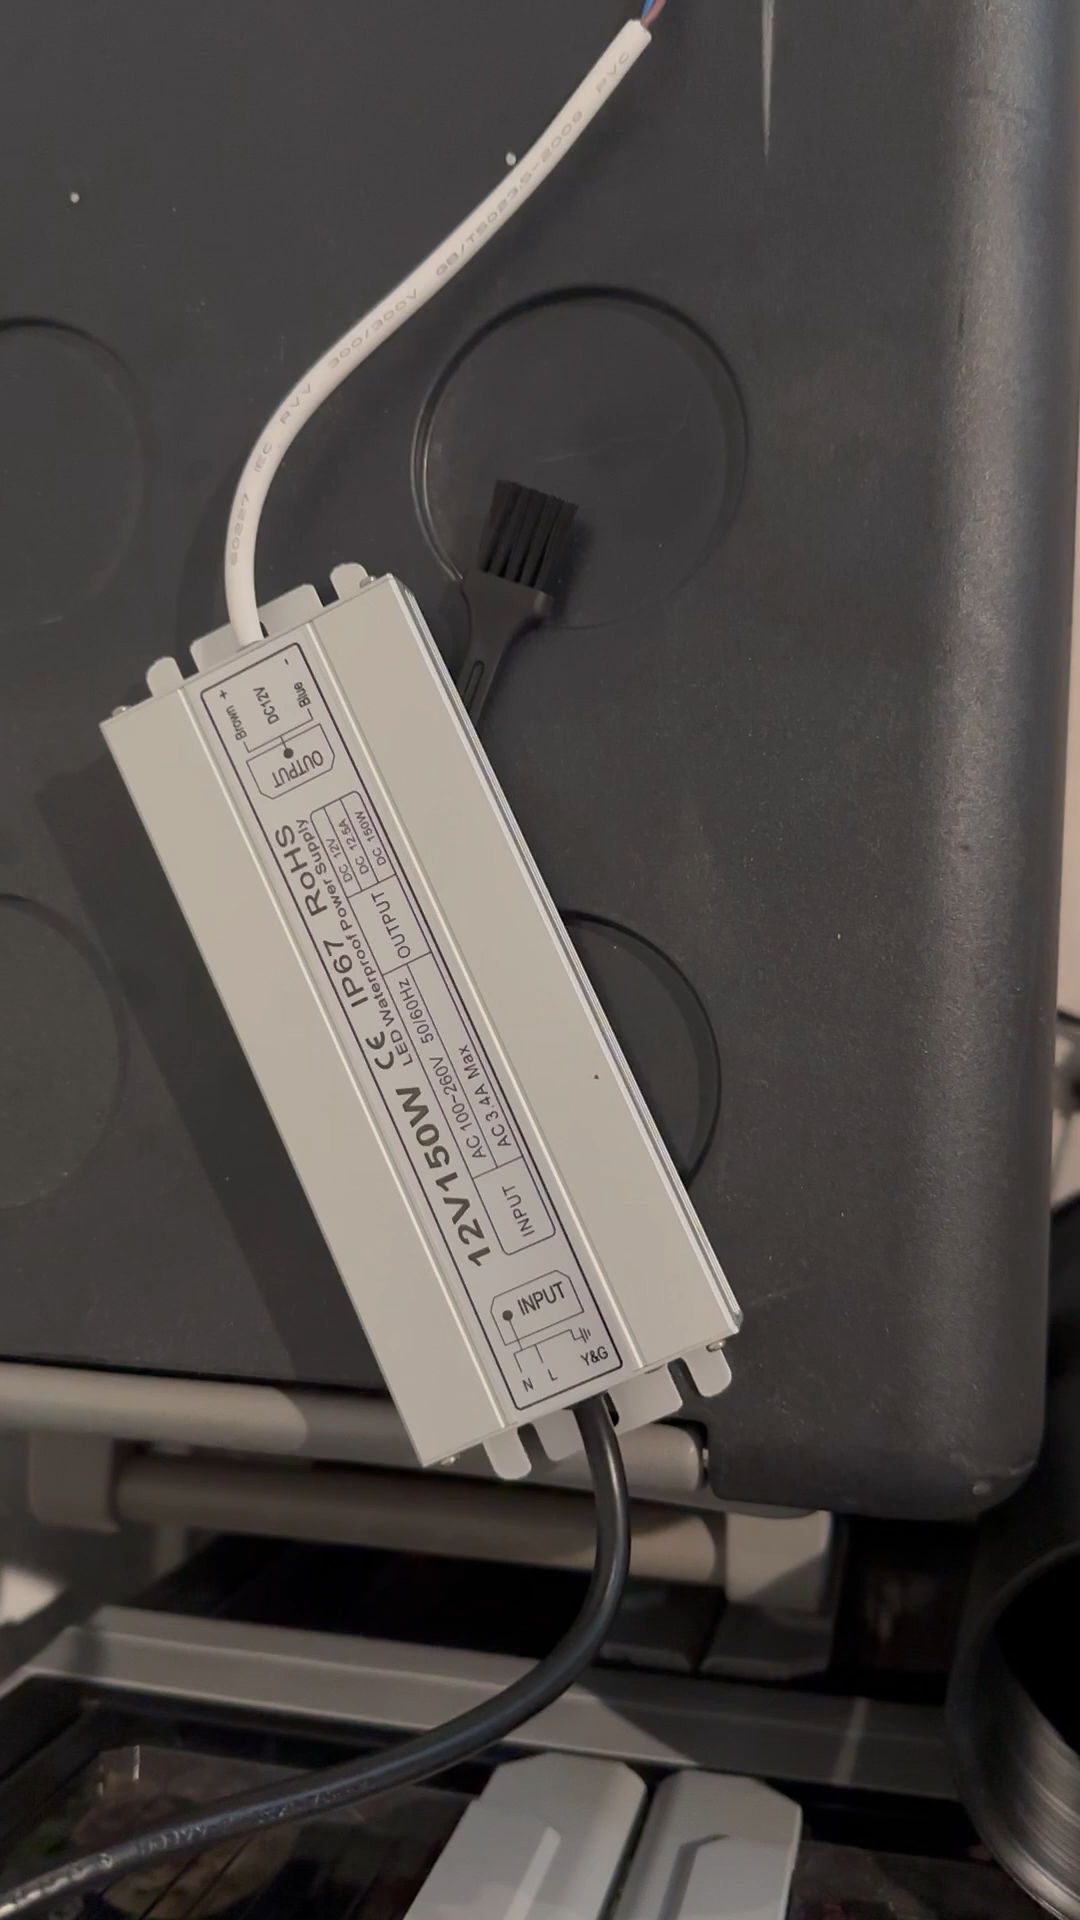 60227 IEC RVV 300/300V GB/T5023.5-2008 PVC
Brown + DC12V Blue -
OUTPUT
12V150W CE IP67 RoHS
LED Waterproof Power Supply
INPUT AC 100~260V 50/60HZ
AC 3.4A Max
OUTPUT DC 12V
DC 12.5A
DC 150W
INPUT
N L Y&G